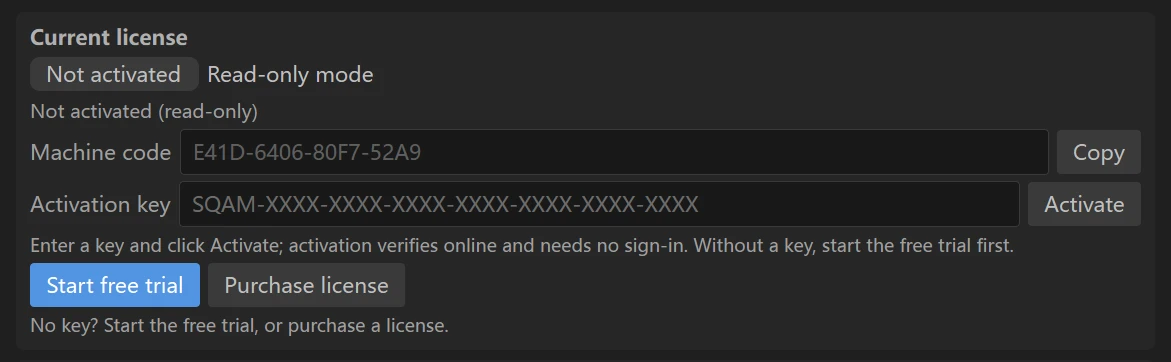 Current license
Not activated Read-only mode
Not activated (read-only)
Machine code E41D-6406-80F7-52A9 Copy
Activation key SQAM-XXXX-XXXX-XXXX-XXXX-XXXX-XXXX-XXXX Activate
Enter a key and click Activate; activation verifies online and needs no sign-in. Without a key, start the free trial first.
Start free trial Purchase license
No key? Start the free trial, or purchase a license.